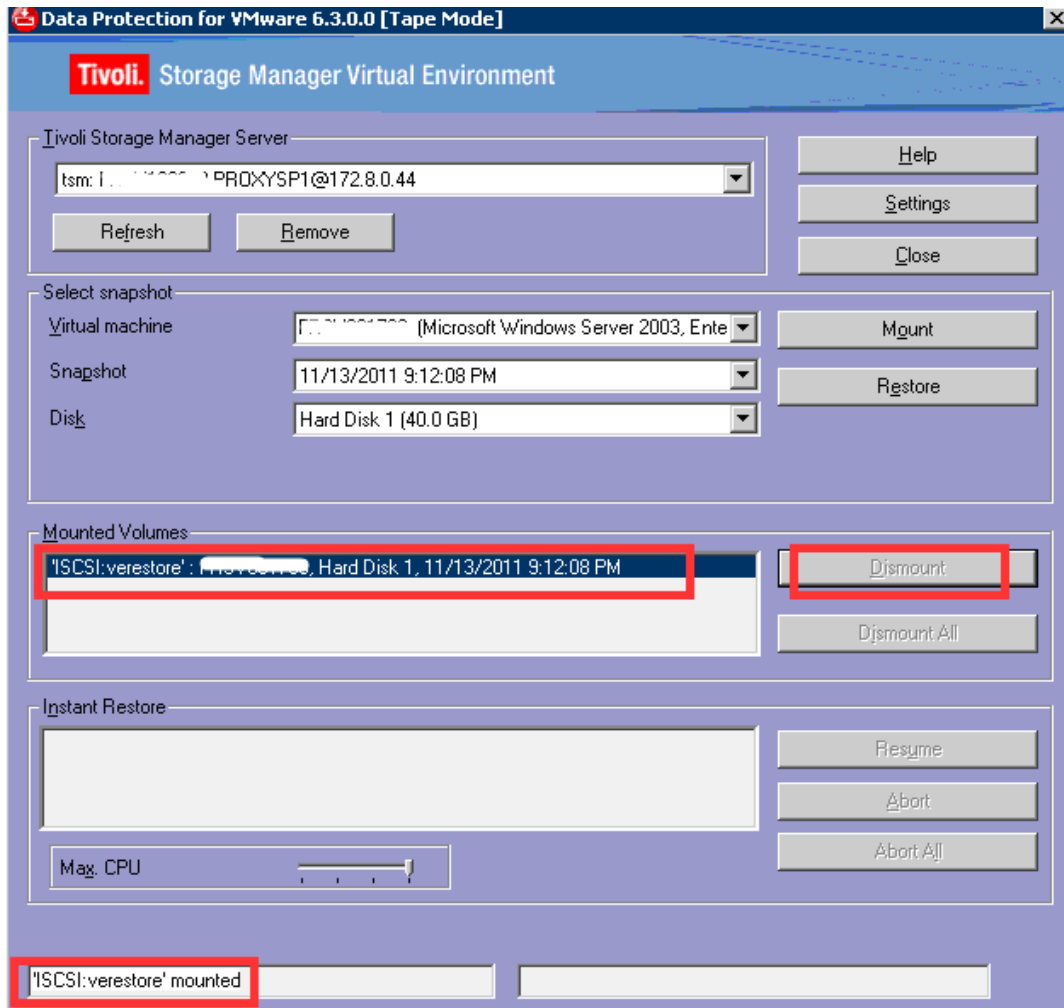 Data Protection for VMware 6.3.0.0 [Tape Mode]
Tivoli. Storage Manager Virtual Environment
Tivoli Storage Manager Server
tsm: PROXYSP1@172.8.0.44
Refresh
Remove
Help
Settings
Close
Select snapshot
Virtual machine
(Microsoft Windows Server 2003, Ente
Mount
Snapshot
11/13/2011 9:12:08 PM
Restore
Disk
Hard Disk 1 (40.0 GB)
Mounted Volumes
'ISCSI:verestore' : , Hard Disk 1, 11/13/2011 9:12:08 PM
Dismount
Dismount All
Instant Restore
Resume
Abort
Abort All
Max. CPU
'ISCSI:verestore' mounted